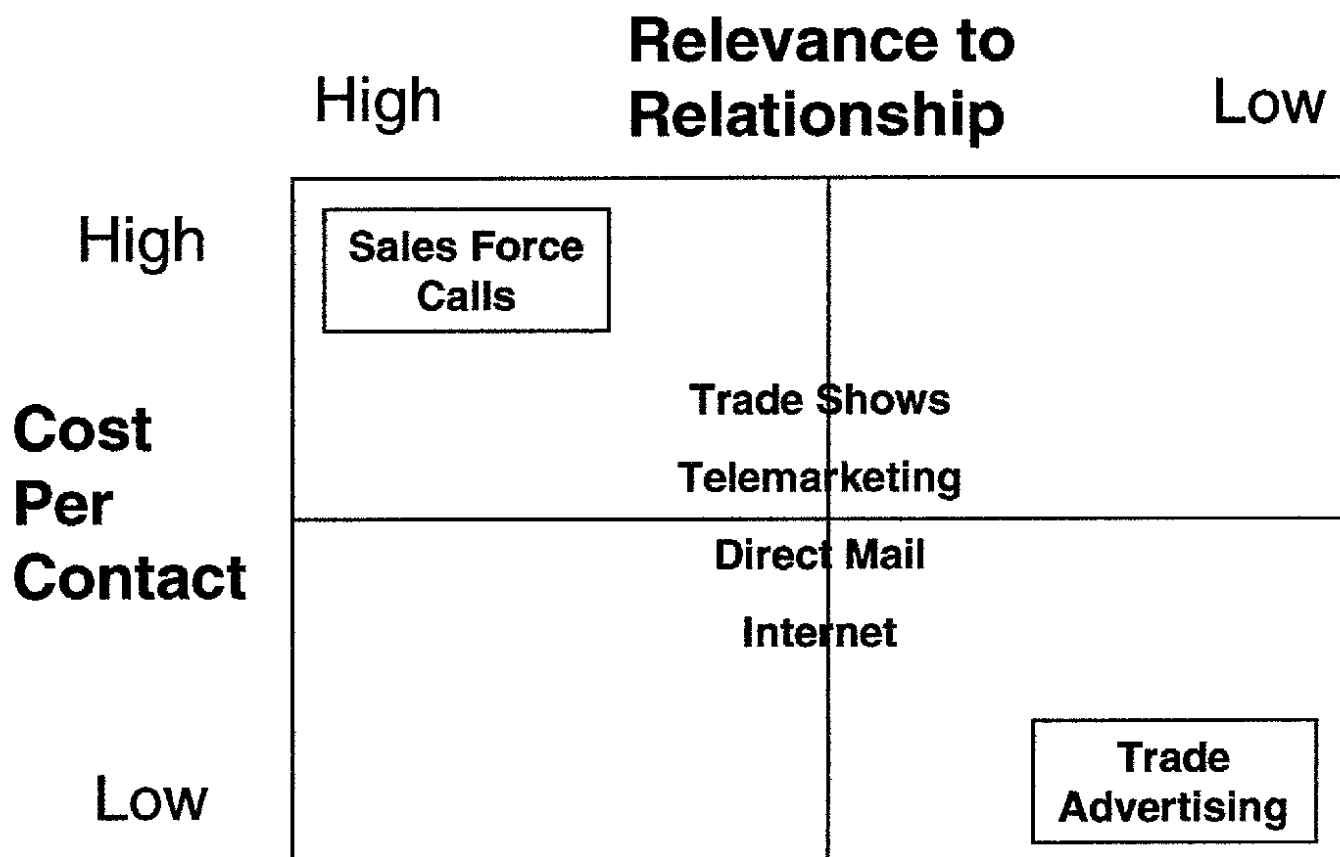 Relevance to
Relationship
High
Low
High
Sales Force
Calls
Trade Shows
Cost
Per
Contact
Telemarketing
Direct Mail
Internet
Low
Trade
Advertising